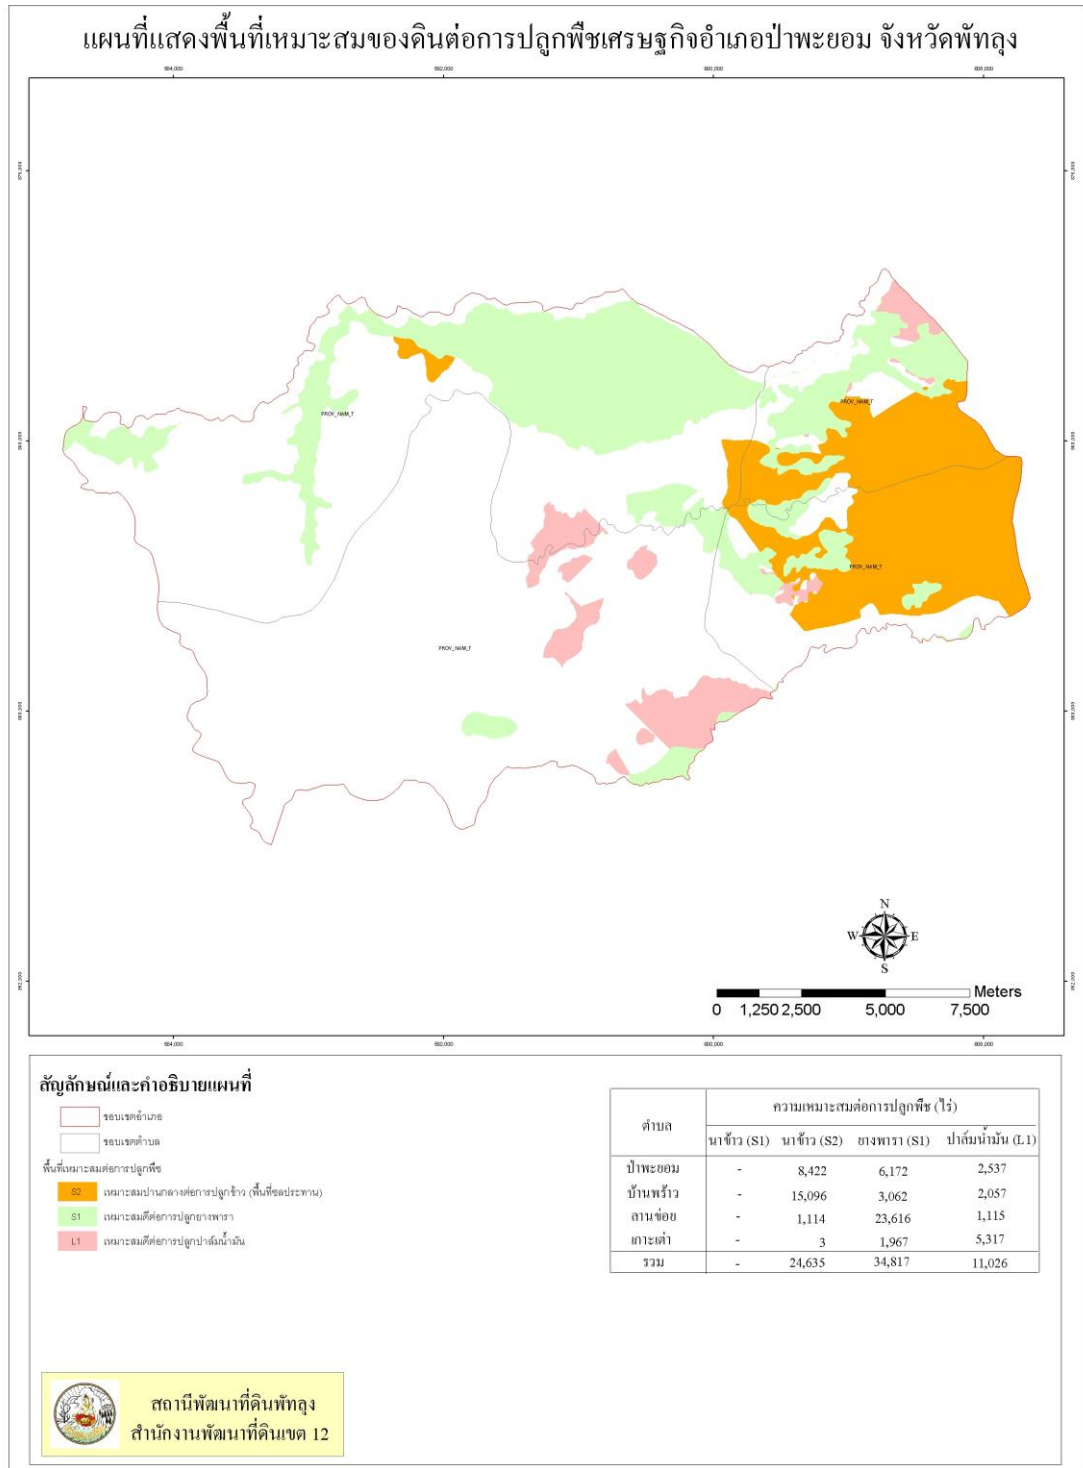 แผนที่แสดงพื้นที่เหมาะสมของดินต่อการปลูกพืชเศรษฐกิจอำเภอป่าพะยอม จังหวัดพัทลุง
PROV_NAM_T
PROV_NAM_T
PROV_NAM_T
PROV_NAM_T
N
W E
S
Meters
0 1,250 2,500 5,000 7,500
สัญลักษณ์และคำอธิบายแผนที่
ขอบเขตอำเภอ
ขอบเขตตำบล
พื้นที่เหมาะสมต่อการปลูกพืช
S2 เหมาะสมปานกลางต่อการปลูกข้าว (พื้นที่ชลประทาน)
S1 เหมาะสมดีต่อการปลูกยางพารา
L1 เหมาะสมดีต่อการปลูกปาล์มน้ำมัน
ตำบล ความเหมาะสมต่อการปลูกพืช (ไร่)
นาข้าว (S1) นาข้าว (S2) ยางพารา (S1) ปาล์มน้ำมัน (L1)
ป่าพะยอม - 8,422 6,172 2,537
บ้านพร้าว - 15,096 3,062 2,057
ลานข่อย - 1,114 23,616 1,115
เกาะเต่า - 3 1,967 5,317
รวม - 24,635 34,817 11,026
สถานีพัฒนาที่ดินพัทลุง
สำนักงานพัฒนาที่ดินเขต 12